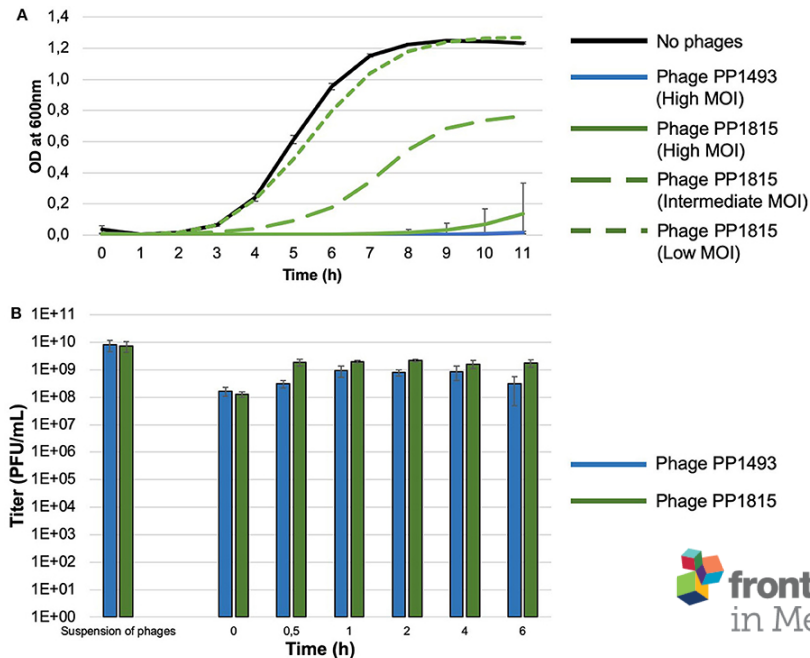 A
OD at 600nm
1,4
1,2
1,0
0,8
0,6
0,4
0,2
0,0
0 1 2 3 4 5 6 7 8 9 10 11
Time (h)
No phages
Phage PP1493
(High MOI)
Phage PP1815
(High MOI)
Phage PP1815
(Intermediate MOI)
Phage PP1815
(Low MOI)
B
Titer (PFU/mL)
1E+11
1E+10
1E+09
1E+08
1E+07
1E+06
1E+05
1E+04
1E+03
1E+02
1E+01
1E+00
Suspension of phages 0 0,5 1 2 4 6
Time (h)
Phage PP1493
Phage PP1815
front
in Me